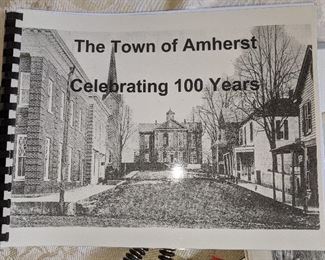 The Town of Amherst
Celebrating 100 Years